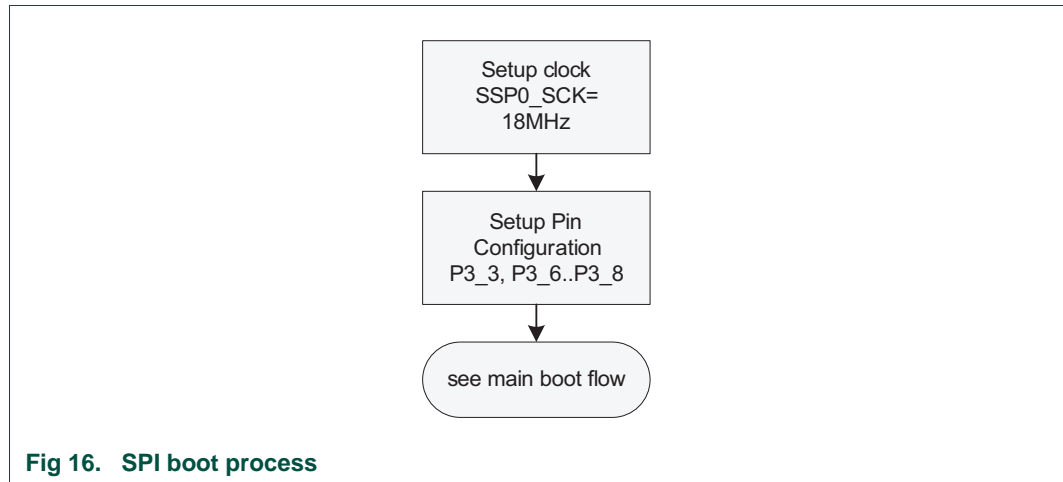 Setup clock
SSP0_SCK=
18MHz
Setup Pin
Configuration
P3_3, P3_6..P3_8
see main boot flow
Fig 16. SPI boot process